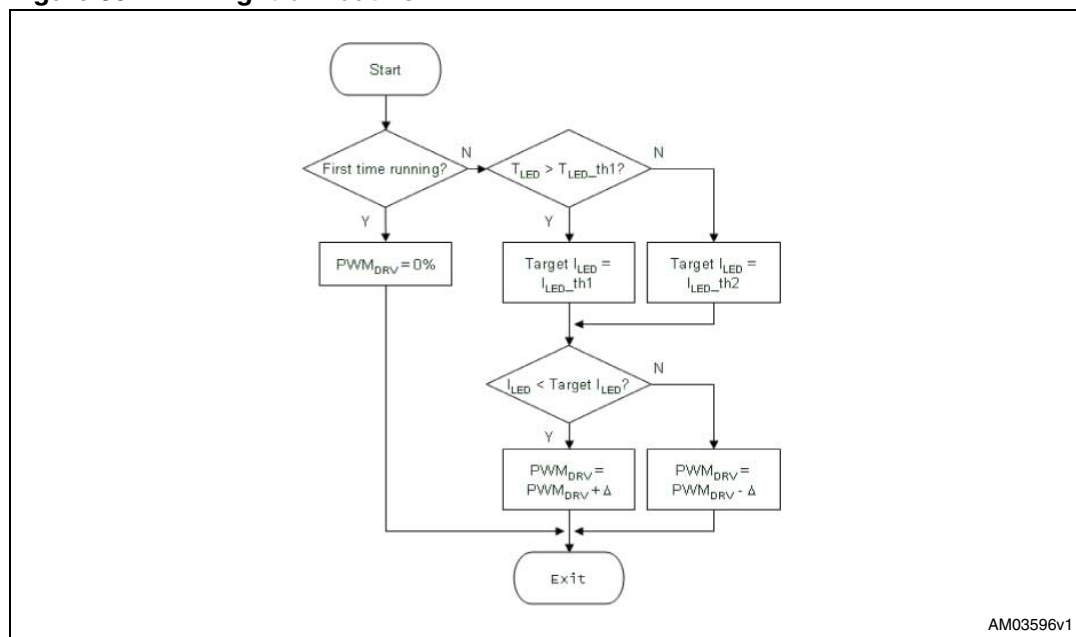 Start
First time running?
N
T_LED > T_LED_th1?
N
Y
Y
PWM_DRV = 0%
Target I_LED =
I_LED_th1
Target I_LED =
I_LED_th2
I_LED < Target I_LED?
N
Y
PWM_DRV =
PWM_DRV + Δ
PWM_DRV =
PWM_DRV - Δ
Exit
AM03596v1